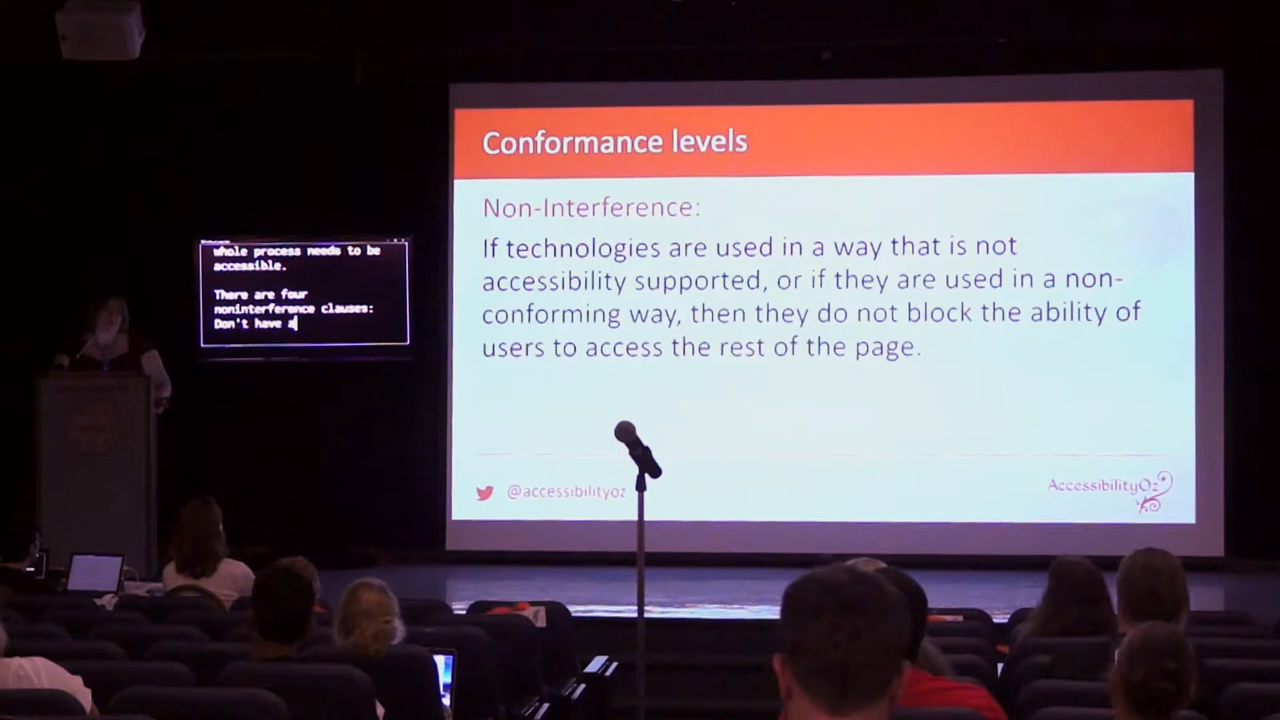 Conformance levels
Non-Interference:
If technologies are used in a way that is not
accessibility supported, or if they are used in a non-
conforming way, then they do not block the ability of
users to access the rest of the page.
@accessibilityoz
AccessibilityOz
whole process needs to be
accessible.
There are four
noninterference clauses:
Don't have a